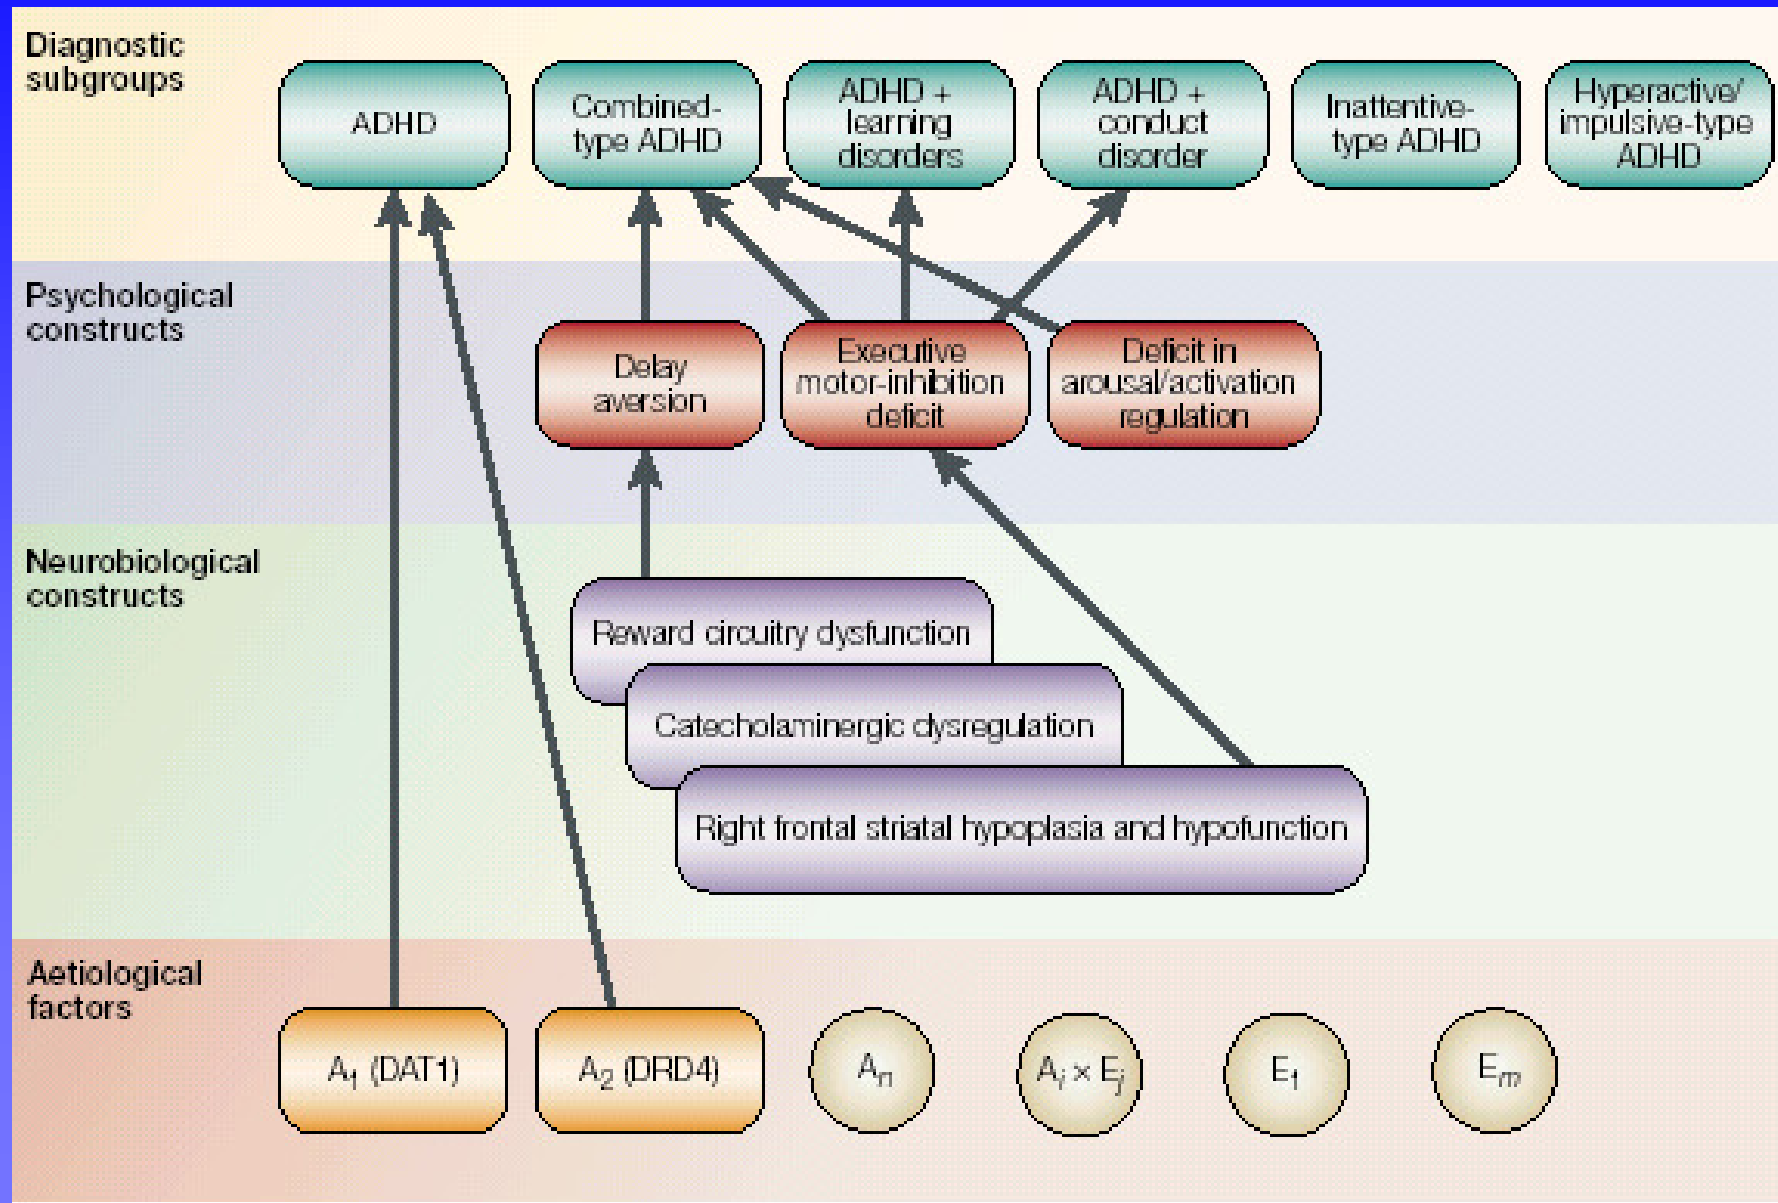 Diagnostic
subgroups
ADHD
Combined-
type ADHD
ADHD +
learning
disorders
ADHD +
conduct
disorder
Inattentive-
type ADHD
Hyperactive/
impulsive-type
ADHD
Psychological
constructs
Delay
aversion
Executive
motor-inhibition
deficit
Deficit in
arousal/activation
regulation
Neurobiological
constructs
Reward circuitry dysfunction
Catecholaminergic dysregulation
Right frontal striatal hypoplasia and hypofunction
Aetiological
factors
A1 (DAT1)
A2 (DRD4)
An
Ai × Ej
E1
Em